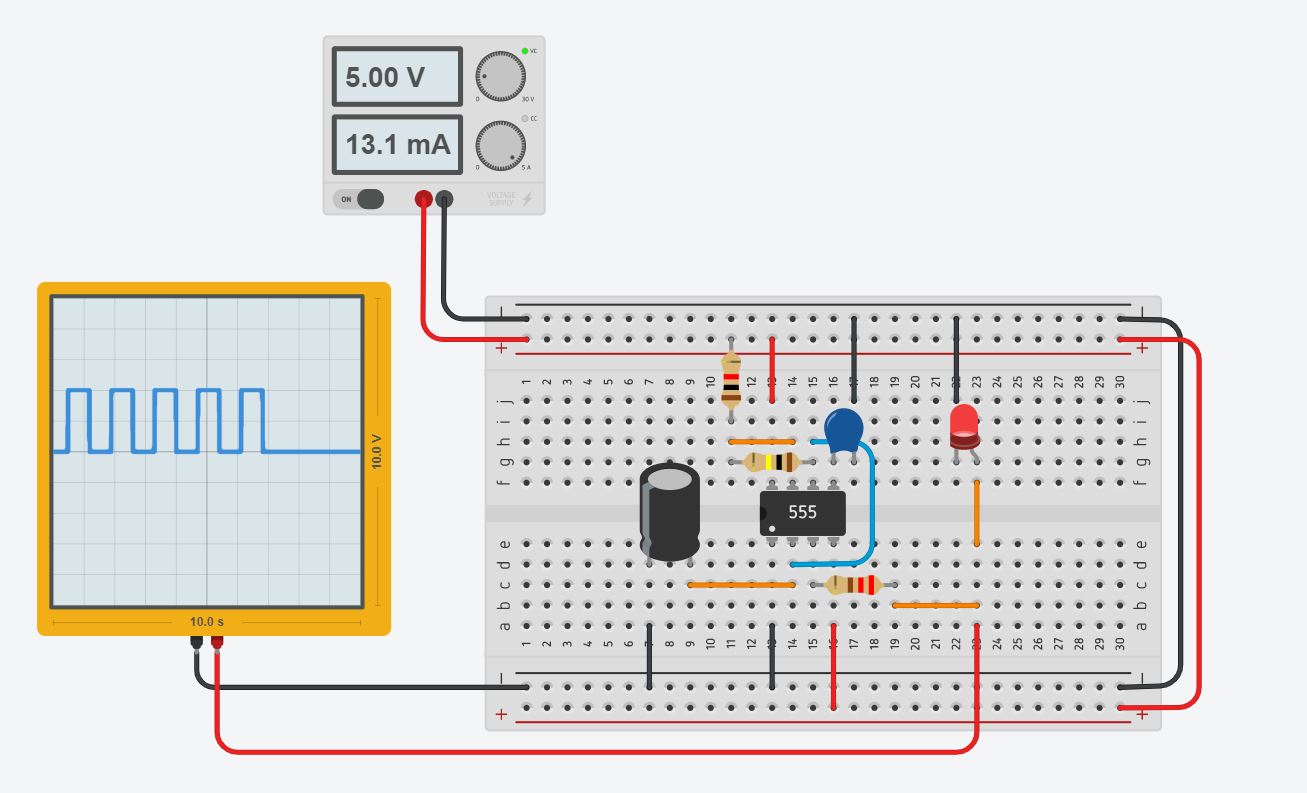 5.00 V
VC
0
30 V
CC
13.1 mA
0
5 A
ON
VOLTAGE
SUPPLY
10.0 V
10.0 s
+ +
1 2 3 4 5 6 7 8 9 10 11 12 13 14 15 16 17 18 19 20 21 22 23 24 25 26 27 28 29 30
j j
i i
h h
g g
f f
555
e e
d d
c c
b b
a a
1 2 3 4 5 6 7 8 9 10 11 12 13 14 15 16 17 18 19 20 21 22 23 24 25 26 27 28 29 30
+ +